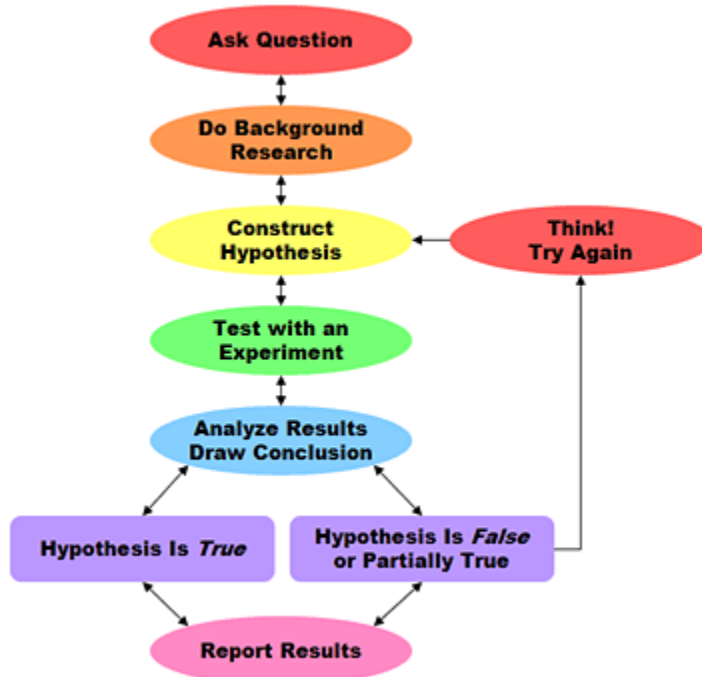 Ask Question
Do Background
Research
Construct
Hypothesis
Think!
Try Again
Test with an
Experiment
Analyze Results
Draw Conclusion
Hypothesis Is True
Hypothesis Is False
or Partially True
Report Results